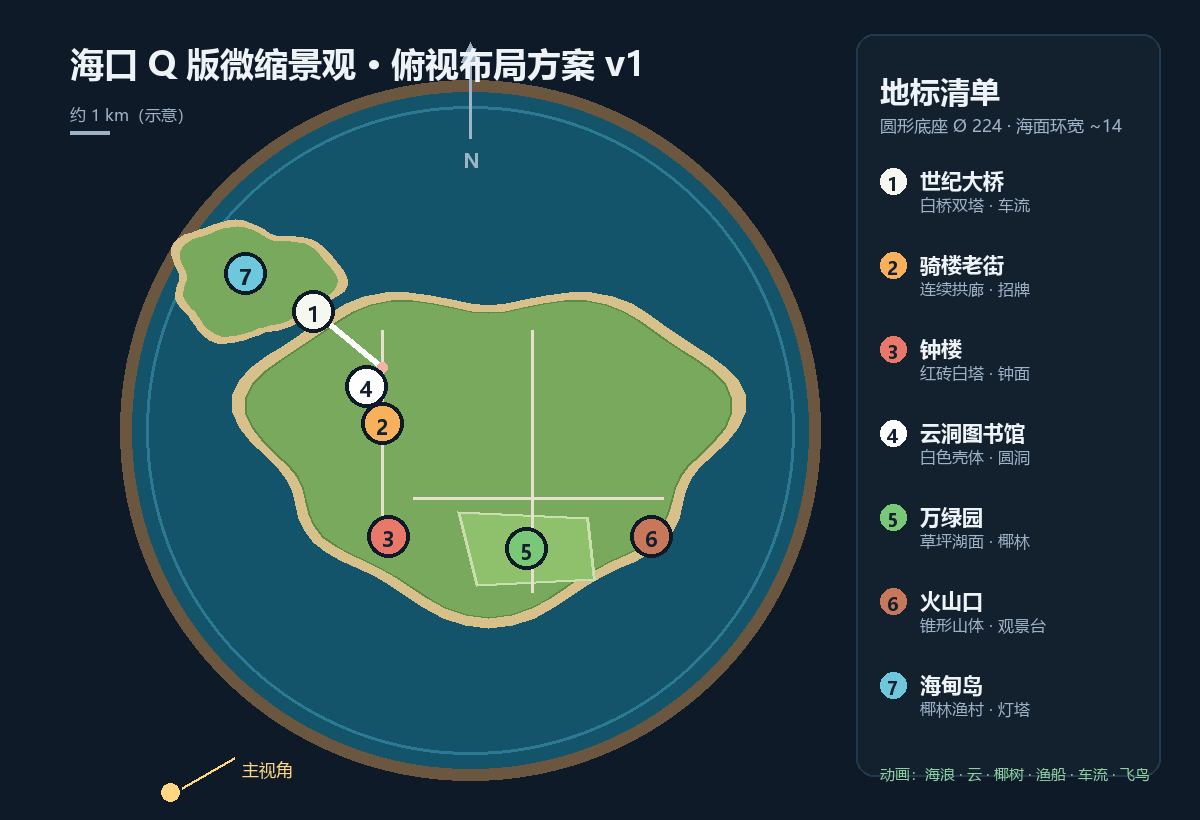 海口 Q 版微缩景观 • 俯视布局方案 v1
约 1 km（示意）
N
7
1
4
2
3
5
6
主视角
地标清单
圆形底座 Ø 224 · 海面环宽 ~14
1 世纪大桥
白桥双塔 · 车流
2 骑楼老街
连续拱廊 · 招牌
3 钟楼
红砖白塔 · 钟面
4 云洞图书馆
白色壳体 · 圆洞
5 万绿园
草坪湖面 · 椰林
6 火山口
锥形山体 · 观景台
7 海甸岛
椰林渔村 · 灯塔
动画：海浪 · 云 · 椰树 · 渔船 · 车流 · 飞鸟